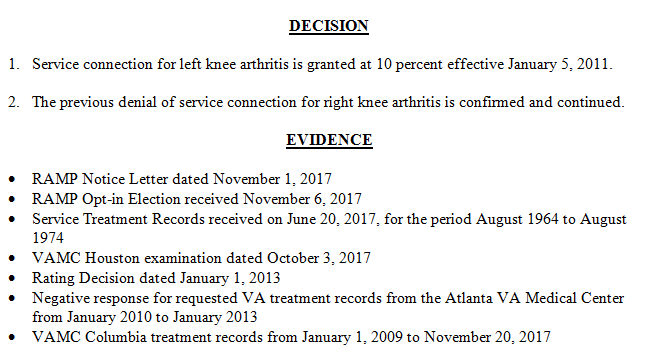 DECISION
1. Service connection for left knee arthritis is granted at 10 percent effective January 5, 2011.
2. The previous denial of service connection for right knee arthritis is confirmed and continued.
EVIDENCE
• RAMP Notice Letter dated November 1, 2017
• RAMP Opt-in Election received November 6, 2017
• Service Treatment Records received on June 20, 2017, for the period August 1964 to August
1974
• VAMC Houston examination dated October 3, 2017
• Rating Decision dated January 1, 2013
• Negative response for requested VA treatment records from the Atlanta VA Medical Center
from January 2010 to January 2013
• VAMC Columbia treatment records from January 1, 2009 to November 20, 2017